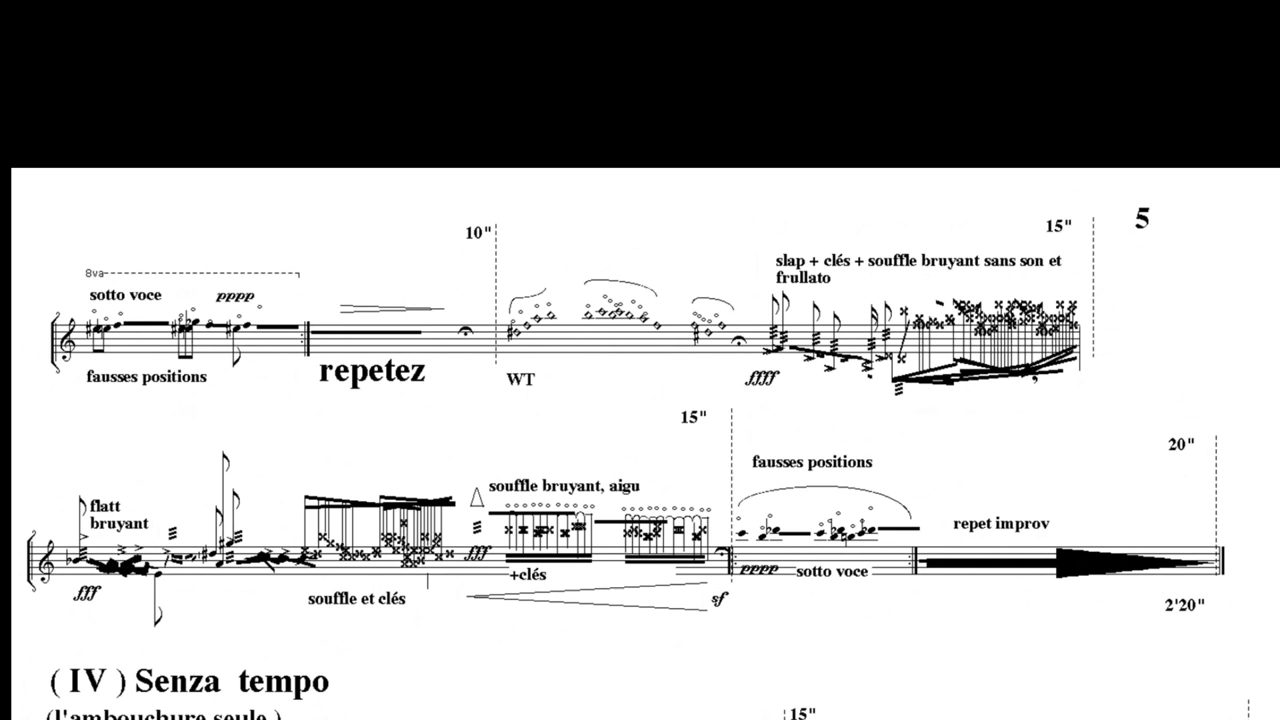 5
10"
15"
8va
slap + clés + souffle bruyant sans son et
frullato
sotto voce
pppp
fausses positions
repetez
WT
ffff
15"
20"
fausses positions
souffle bruyant, aigu
flatt
bruyant
repet improv
fff
fff
+clés
pppp
sotto voce
souffle et clés
sf
2'20"
( IV ) Senza tempo
(l'ambouchure seule )
15"